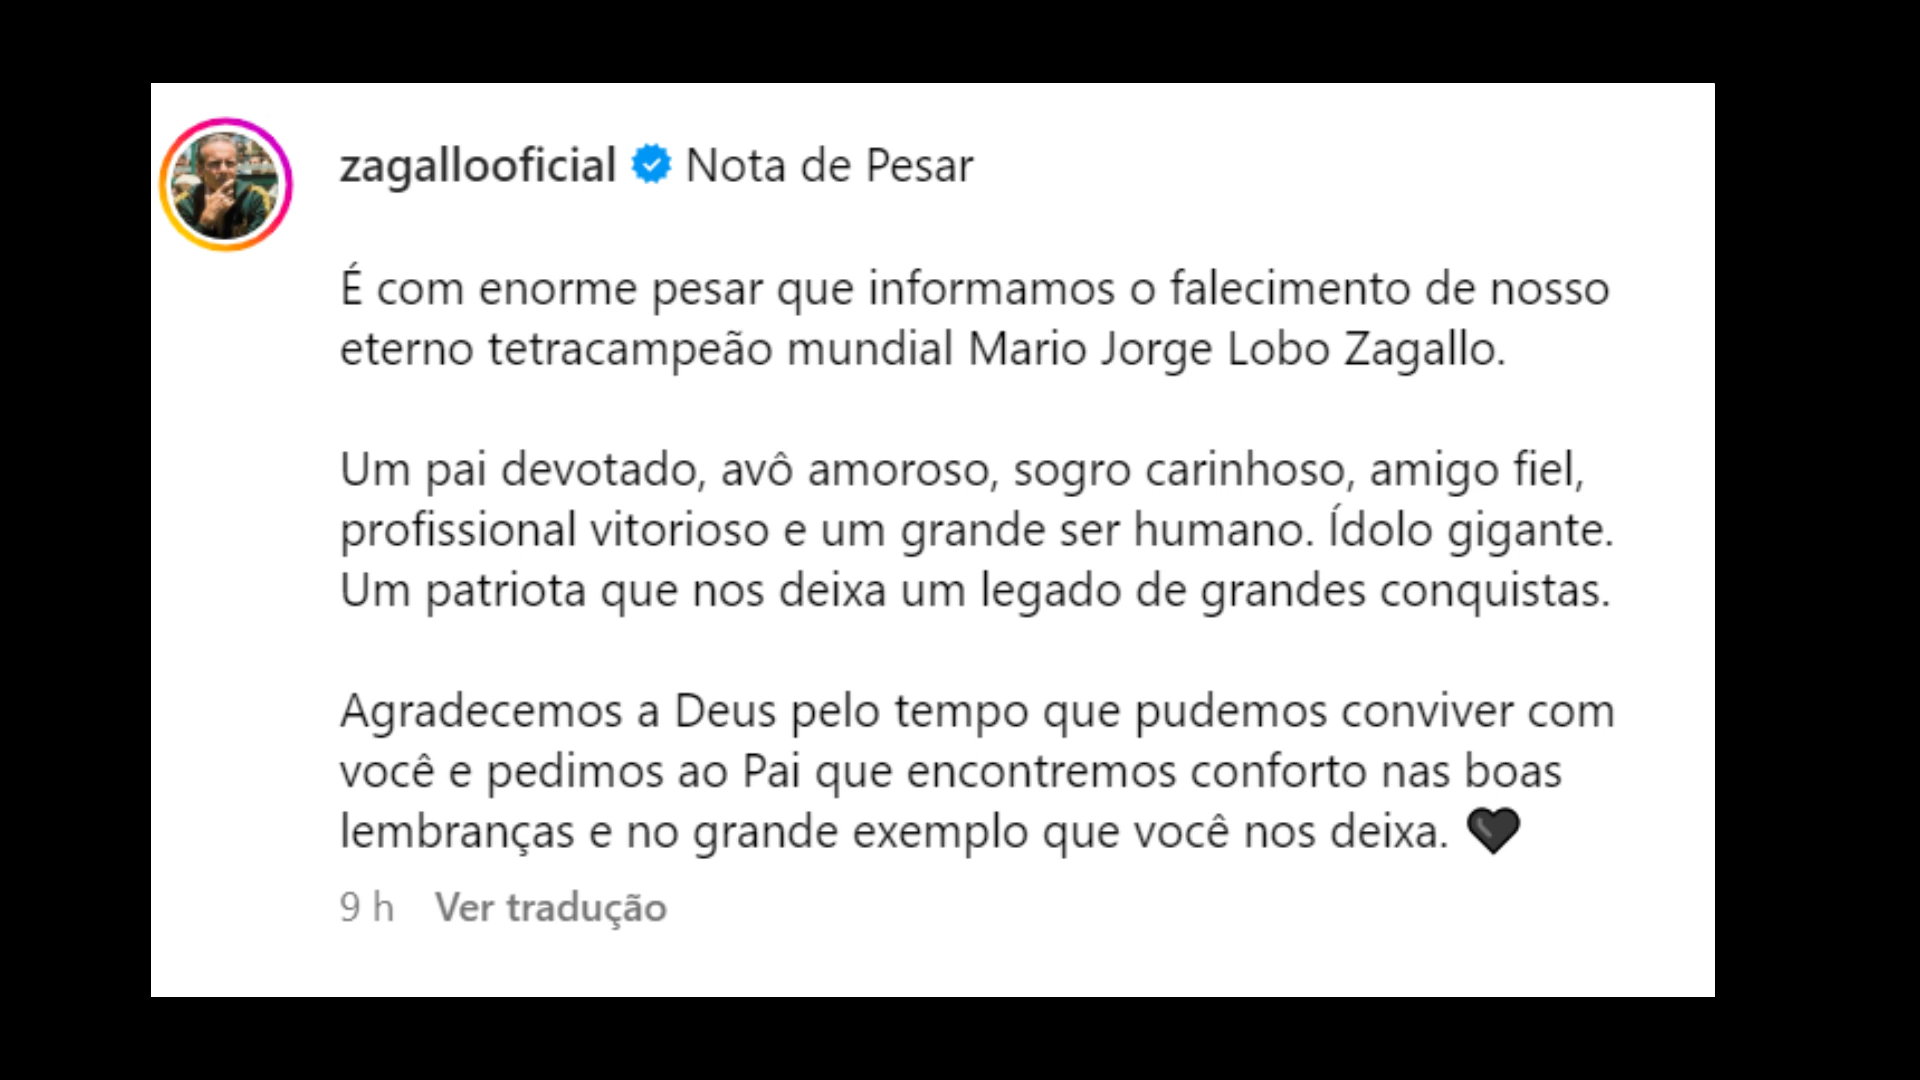 zagallooficial Nota de Pesar
É com enorme pesar que informamos o falecimento de nosso
eterno tetracampeão mundial Mario Jorge Lobo Zagallo.
Um pai devotado, avô amoroso, sogro carinhoso, amigo fiel,
profissional vitorioso e um grande ser humano. Ídolo gigante.
Um patriota que nos deixa um legado de grandes conquistas.
Agradecemos a Deus pelo tempo que pudemos conviver com
você e pedimos ao Pai que encontremos conforto nas boas
lembranças e no grande exemplo que você nos deixa. 🖤
9 h Ver tradução